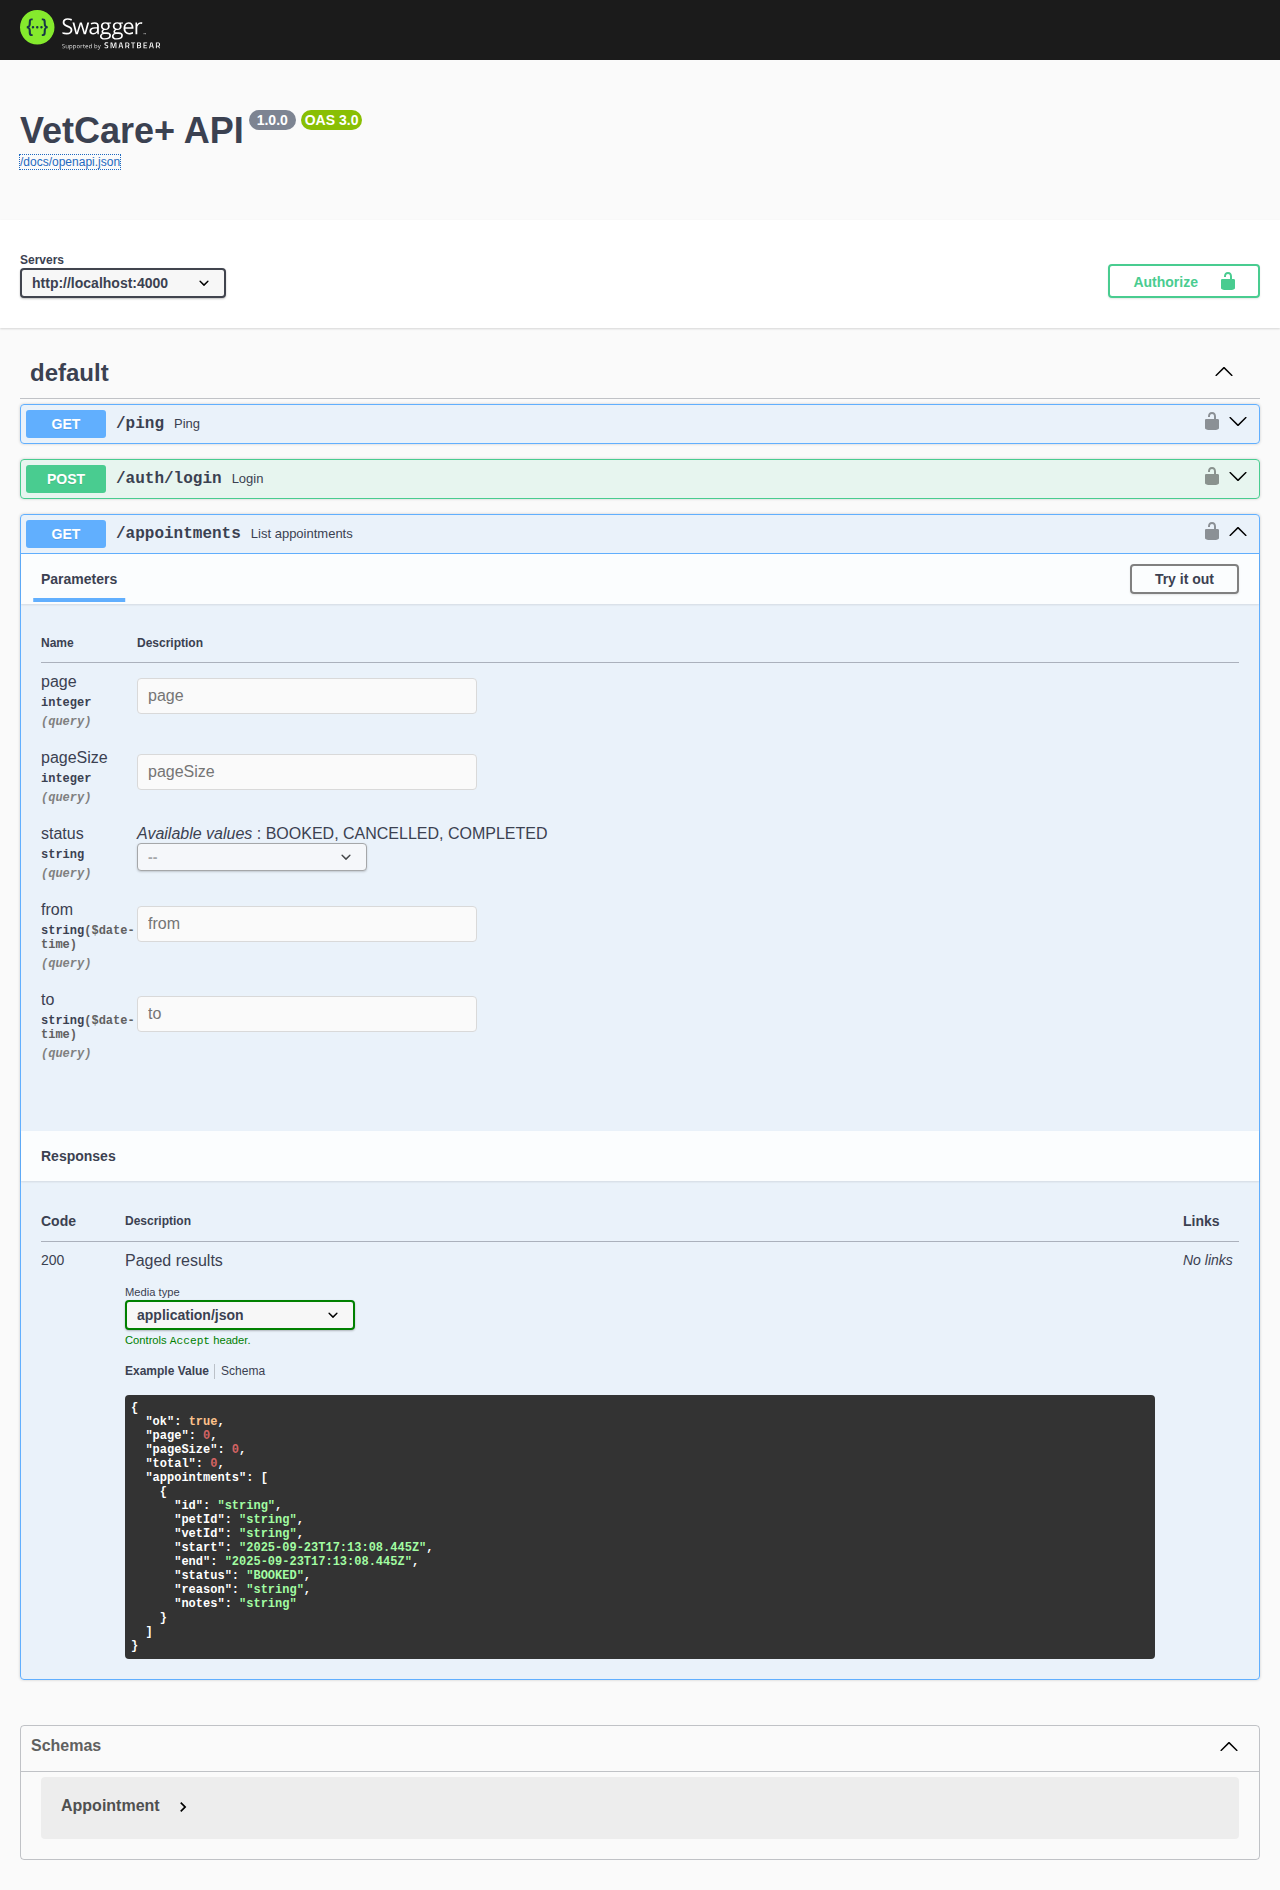 Swagger
Supported by SMARTBEAR
VetCare+ API 1.0.0 OAS 3.0
/docs/openapi.json
Servers
http://localhost:4000
Authorize
default
GET /ping Ping
POST /auth/login Login
GET /appointments List appointments
Parameters
Try it out
Name Description
page
integer
(query)
page
pageSize
integer
(query)
pageSize
status
string
(query)
Available values : BOOKED, CANCELLED, COMPLETED
--
from
string($date-
time)
(query)
from
to
string($date-
time)
(query)
to
Responses
Code Description Links
200 Paged results No links
Media type
application/json
Controls Accept header.
Example Value Schema
{
  "ok": true,
  "page": 0,
  "pageSize": 0,
  "total": 0,
  "appointments": [
    {
      "id": "string",
      "petId": "string",
      "vetId": "string",
      "start": "2025-09-23T17:13:08.445Z",
      "end": "2025-09-23T17:13:08.445Z",
      "status": "BOOKED",
      "reason": "string",
      "notes": "string"
    }
  ]
}
Schemas
Appointment